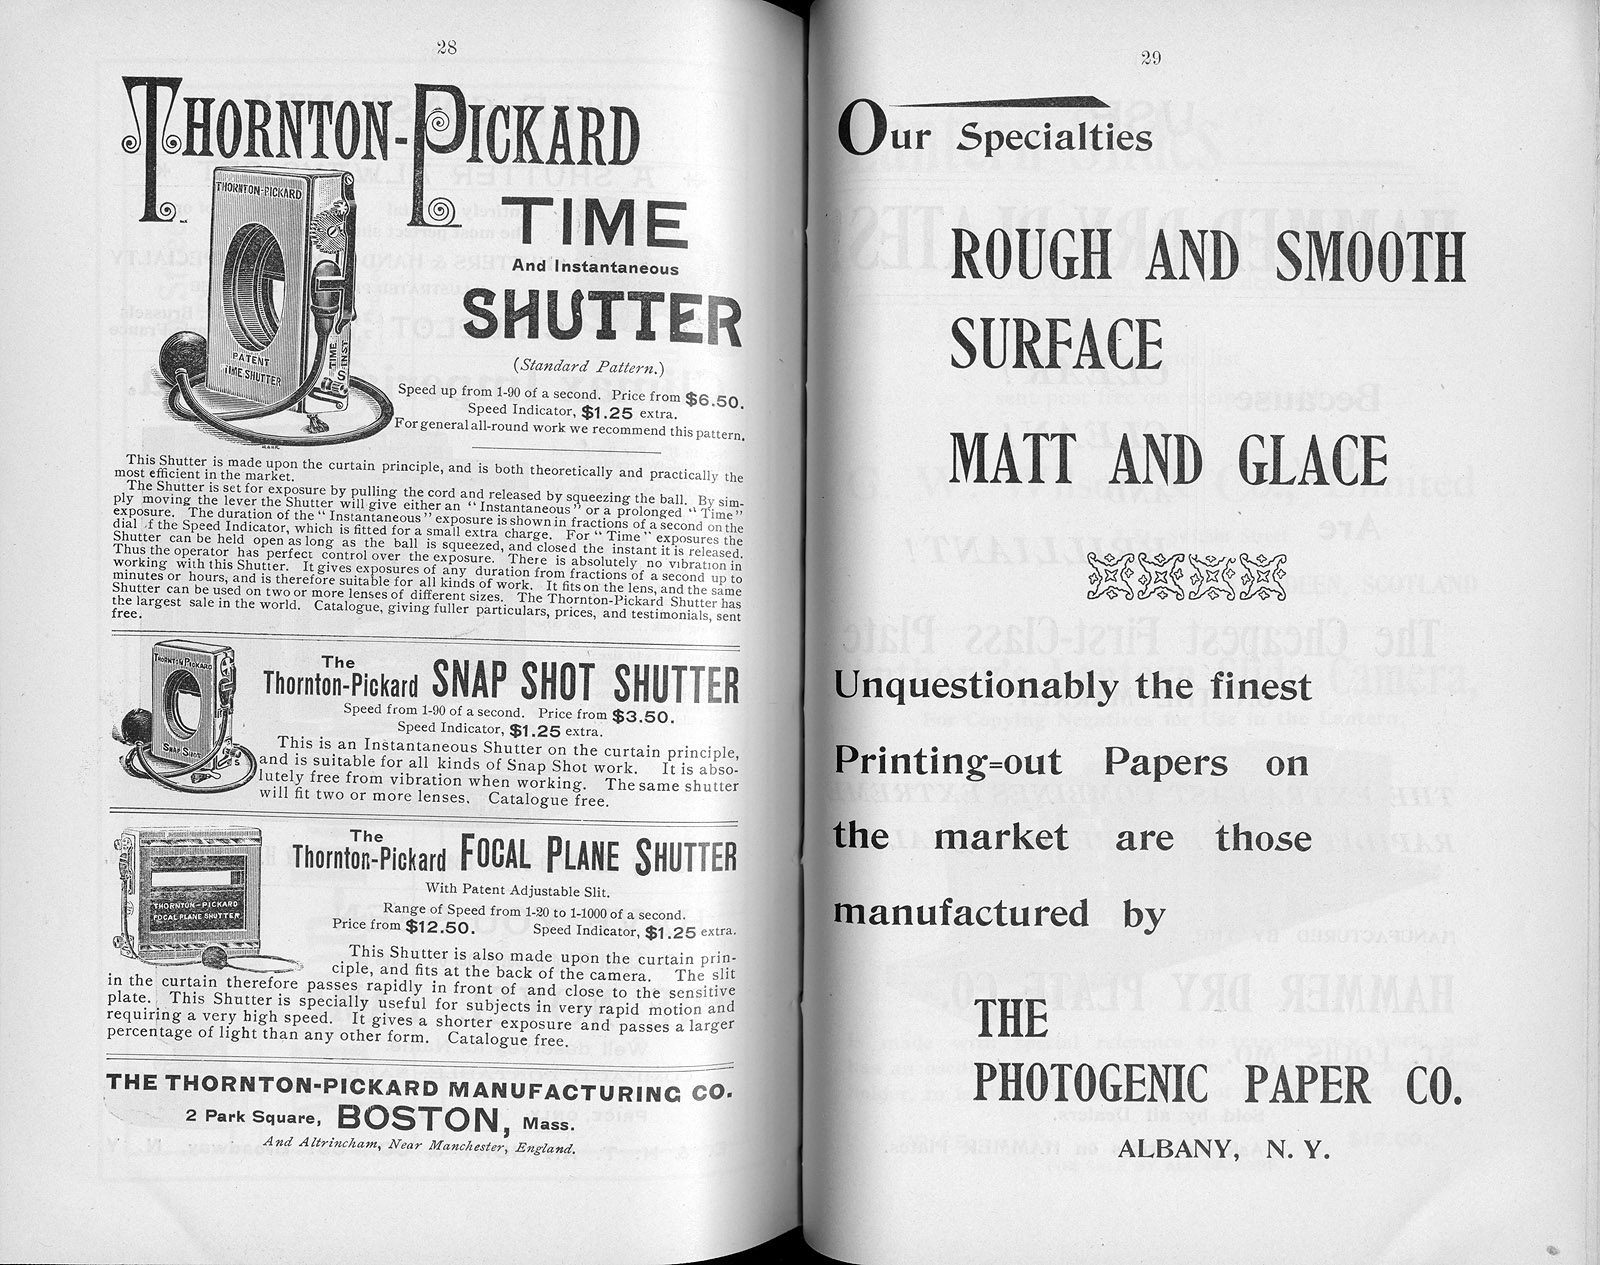 28
THORNTON-PICKARD
THORNTON-PICKARD
PATENT
TIME SHUTTER
TIME
INST
TIME
And Instantaneous
SHUTTER
(Standard Pattern.)
Speed up from 1-90 of a second. Price from $6.50.
Speed Indicator, $1.25 extra.
For general all-round work we recommend this pattern.
This Shutter is made upon the curtain principle, and is both theoretically and practically the
most efficient in the market.
The Shutter is set for exposure by pulling the cord and released by squeezing the ball. By sim-
ply moving the lever the Shutter will give either an "Instantaneous" or a prolonged "Time"
exposure. The duration of the "Instantaneous" exposure is shown in fractions of a second on the
dial of the Speed Indicator, which is fitted for a small extra charge. For "Time" exposures the
Shutter can be held open as long as the ball is squeezed, and closed the instant it is released.
Thus the operator has perfect control over the exposure. There is absolutely no vibration in
working with this Shutter. It gives exposures of any duration from fractions of a second up to
minutes or hours, and is therefore suitable for all kinds of work. It fits on the lens, and the same
Shutter can be used on two or more lenses of different sizes. The Thornton-Pickard Shutter has
the largest sale in the world. Catalogue, giving fuller particulars, prices, and testimonials, sent
free.
THORNTON PICKARD
SNAP SHOT
The
Thornton-Pickard SNAP SHOT SHUTTER
Speed from 1-90 of a second. Price from $3.50.
Speed Indicator, $1.25 extra.
This is an Instantaneous Shutter on the curtain principle,
and is suitable for all kinds of Snap Shot work. It is abso-
lutely free from vibration when working. The same shutter
will fit two or more lenses. Catalogue free.
THORNTON-PICKARD
FOCAL PLANE SHUTTER
The
Thornton-Pickard FOCAL PLANE SHUTTER
With Patent Adjustable Slit.
Range of Speed from 1-20 to 1-1000 of a second.
Price from $12.50. Speed Indicator, $1.25 extra.
This Shutter is also made upon the curtain prin-
ciple, and fits at the back of the camera. The slit
in the curtain therefore passes rapidly in front of and close to the sensitive
plate. This Shutter is specially useful for subjects in very rapid motion and
requiring a very high speed. It gives a shorter exposure and passes a larger
percentage of light than any other form. Catalogue free.
THE THORNTON-PICKARD MANUFACTURING CO.
2 Park Square, BOSTON, Mass.
And Altrincham, Near Manchester, England.
29
Our Specialties
ROUGH AND SMOOTH
SURFACE
MATT AND GLACE
Unquestionably the finest
Printing=out Papers on
the market are those
manufactured by
THE
PHOTOGENIC PAPER CO.
ALBANY, N. Y.